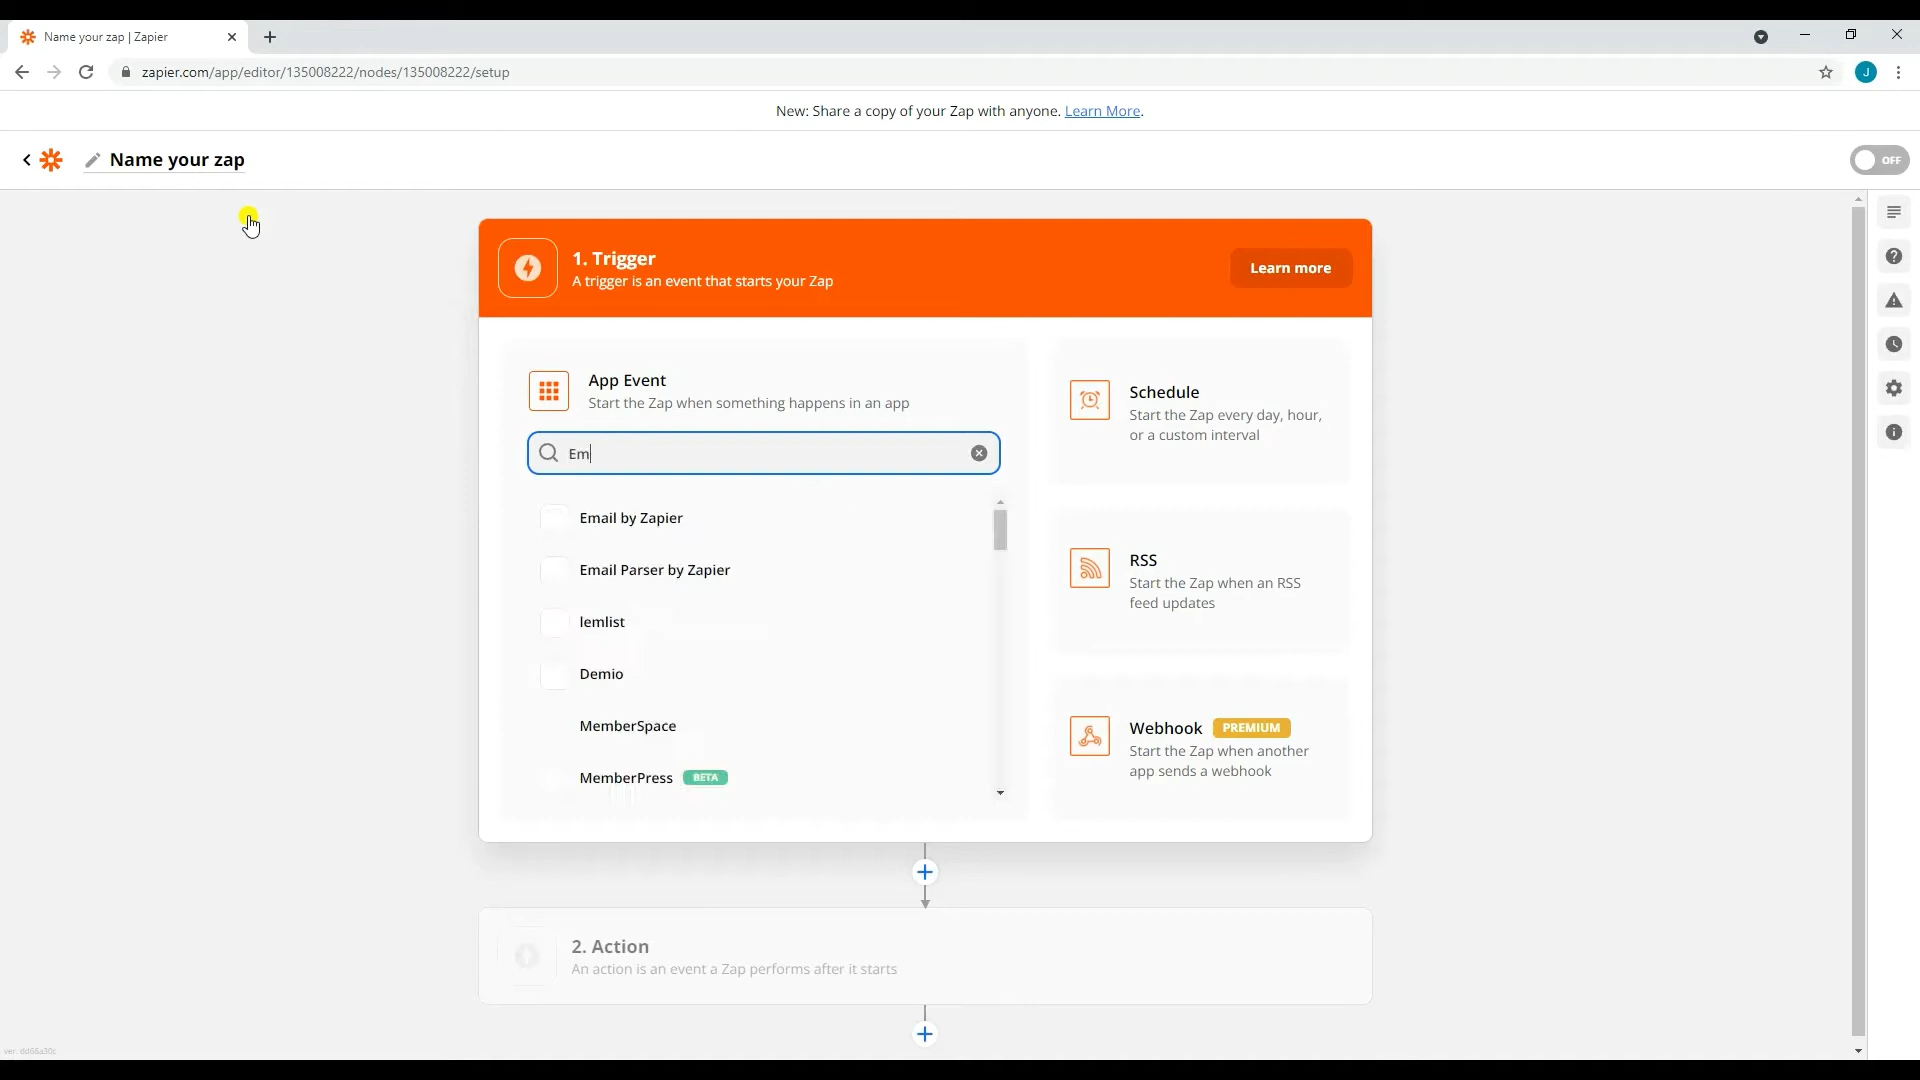 Name your zap | Zapier
zapier.com/app/editor/135008222/nodes/135008222/setup
J
New: Share a copy of your Zap with anyone. Learn More.
Name your zap
OFF
1. Trigger
A trigger is an event that starts your Zap
Learn more
App Event
Start the Zap when something happens in an app
Em
Email by Zapier
Email Parser by Zapier
lemlist
Demio
MemberSpace
MemberPress BETA
Schedule
Start the Zap every day, hour,
or a custom interval
RSS
Start the Zap when an RSS
feed updates
Webhook PREMIUM
Start the Zap when another
app sends a webhook
2. Action
An action is an event a Zap performs after it starts
ver. dd66a30c